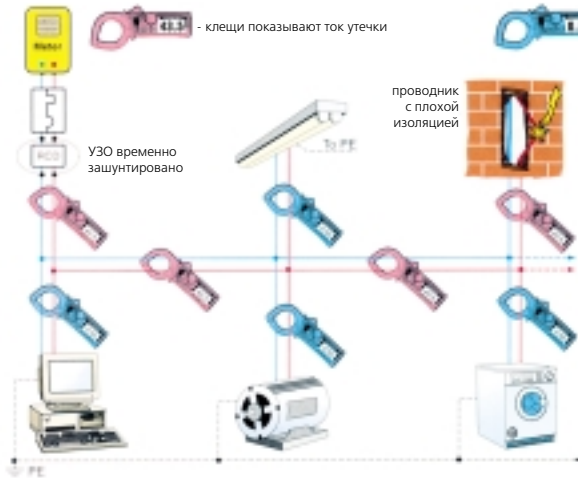 - клещи показывают ток утечки
Meter
проводник
с плохой
изоляцией
To PE
RCD
УЗО временно
зашунтировано
PE